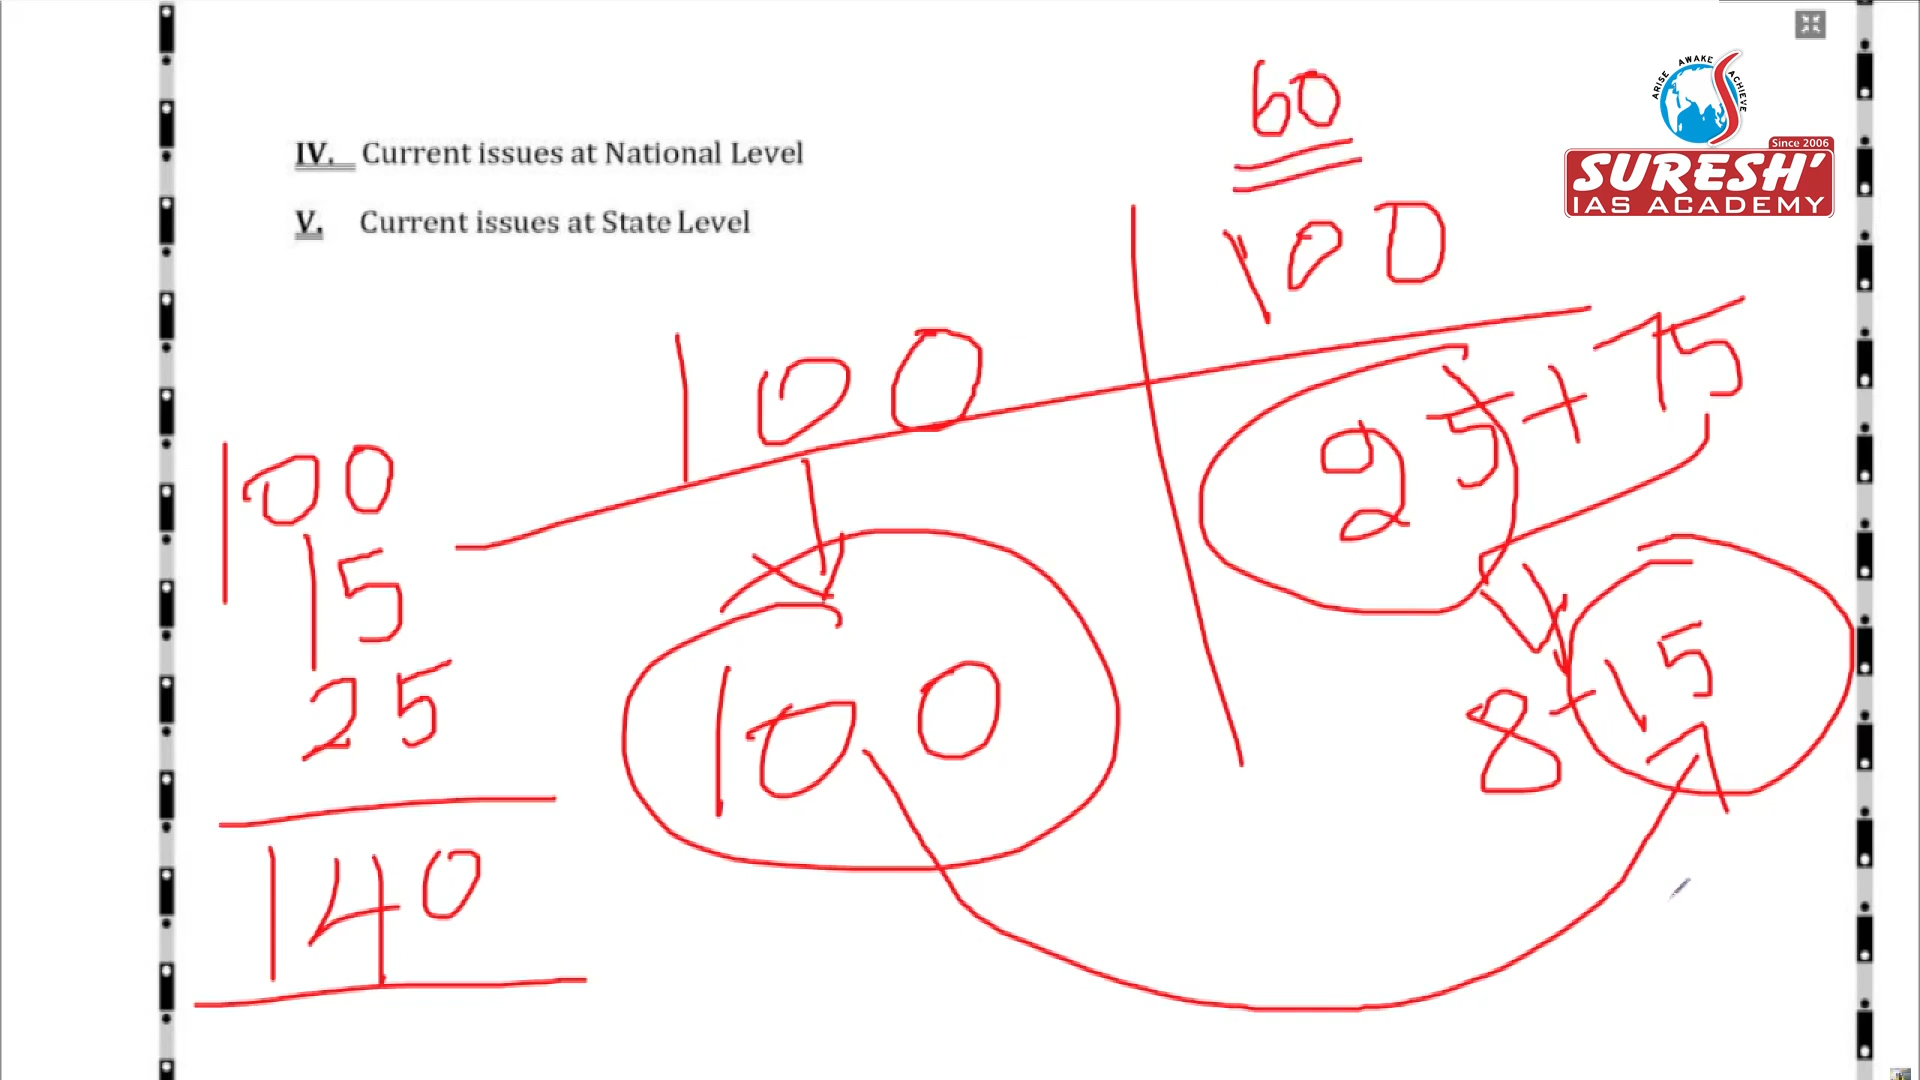 IV. Current issues at National Level
V. Current issues at State Level
ARISE AWAKE ACHIEVE
Since 2006
SURESH'
IAS ACADEMY
60
100
100
25 + 75
100
15
25
140
100
8 - 15